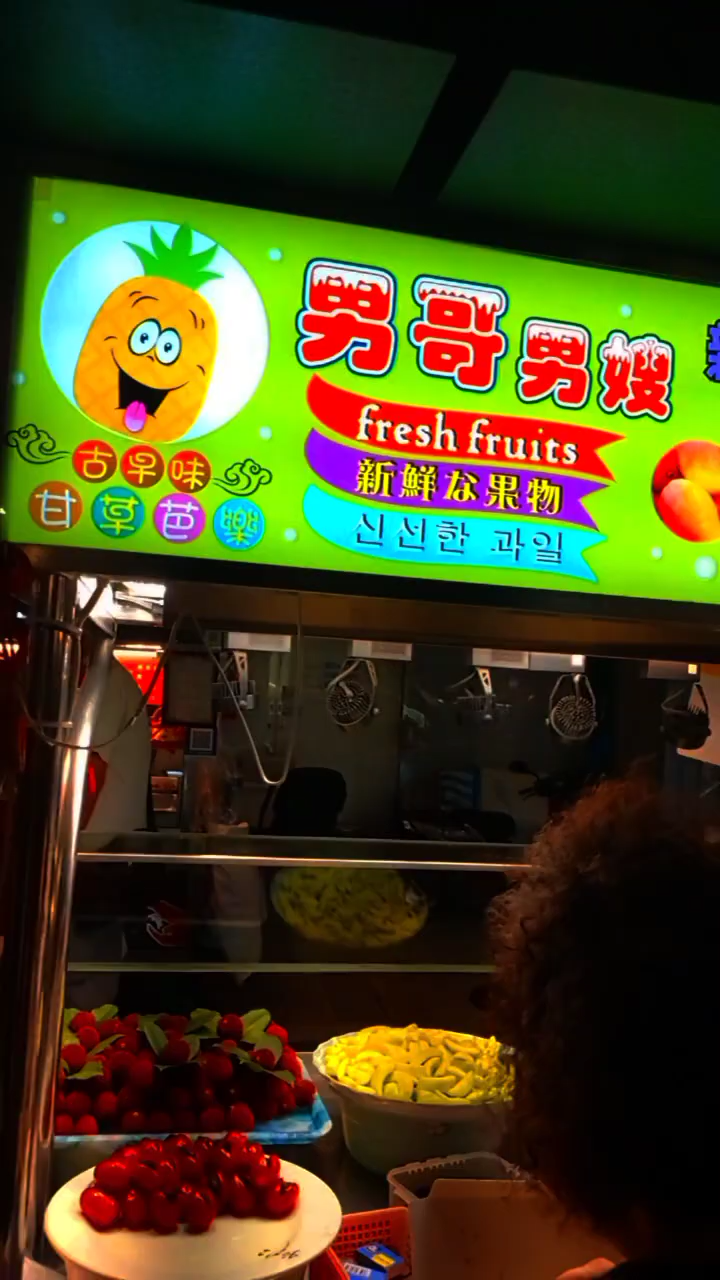 男哥男嫂
fresh fruits
新鮮な果物
신선한 과일
古早味
甘草芭樂